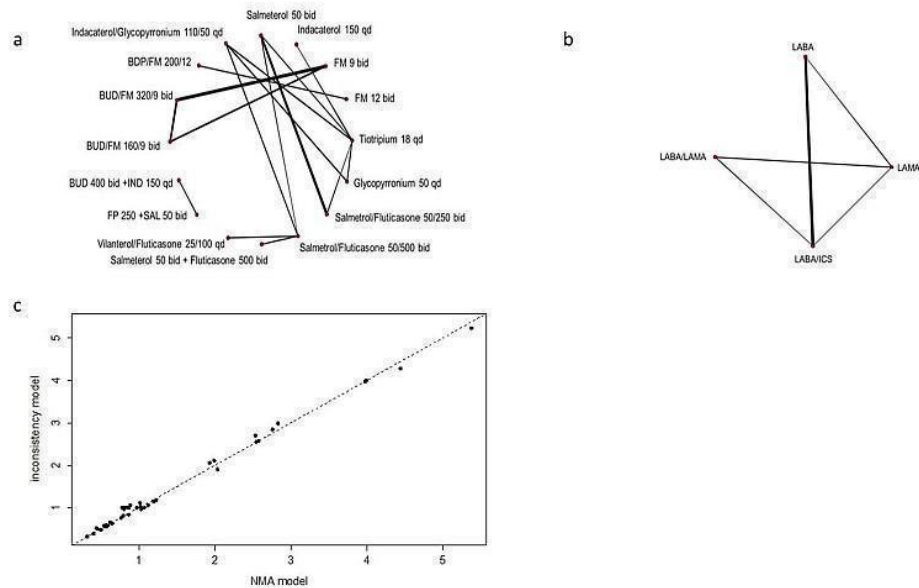 a
Salmeterol 50 bid
Indacaterol 150 qd
Indacaterol/Glycopyrronium 110/50 qd
BDP/FM 200/12
FM 9 bid
BUD/FM 320/9 bid
FM 12 bid
BUD/FM 160/9 bid
Tiotripium 18 qd
BUD 400 bid +IND 150 qd
Glycopyrronium 50 qd
FP 250 +SAL 50 bid
Salmetrol/Fluticasone 50/250 bid
Vilanterol/Fluticasone 25/100 qd
Salmetrol/Fluticasone 50/500 bid
Salmeterol 50 bid + Fluticasone 500 bid
b
LABA
LABA/LAMA
LAMA
LABA/ICS
c
inconsistency model
5
4
3
2
1
1 2 3 4 5
NMA model